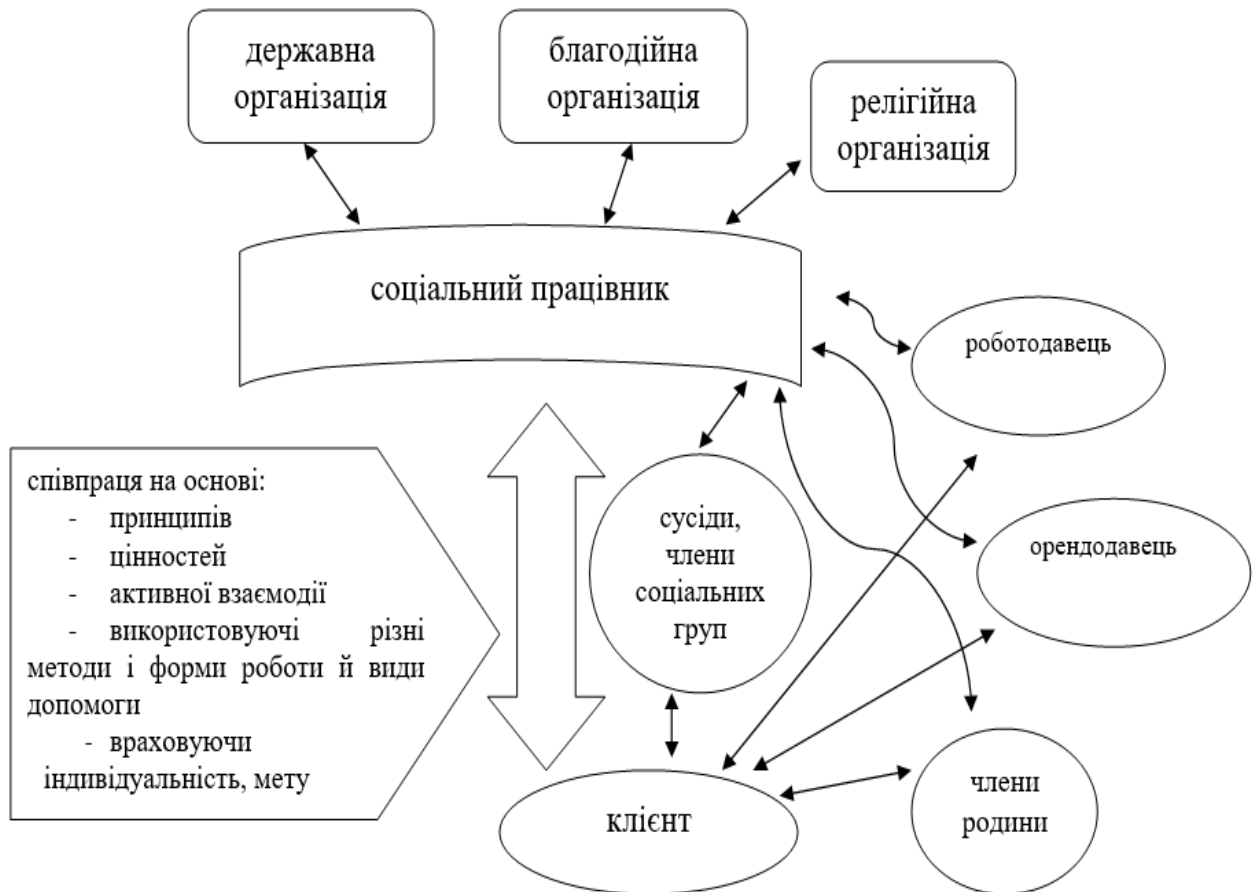 державна
організація
благодійна
організація
релігійна
організація
соціальний працівник
роботодавець
співпраця на основі:
- принципів
- цінностей
- активної взаємодії
- використовуючі різні
методи і форми роботи й види
допомоги
- враховуючи
індивідуальність, мету
сусіди,
члени
соціальних
груп
орендодавець
клієнт
члени
родини